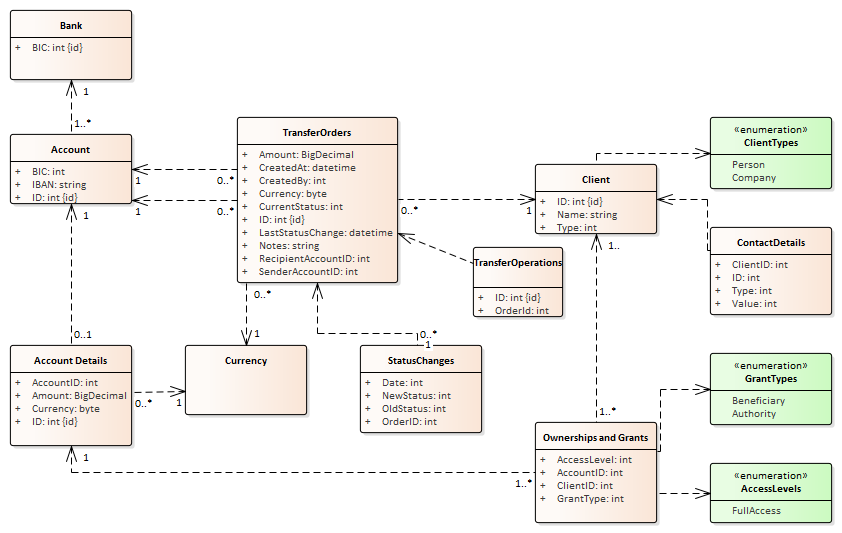 Bank
+ BIC: int {id}
1
1..*
Account
+ BIC: int
+ IBAN: string
+ ID: int {id}
1
0..*
1
0..*
TransferOrders
+ Amount: BigDecimal
+ CreatedAt: datetime
+ CreatedBy: int
+ Currency: byte
+ CurrentStatus: int
+ ID: int {id}
+ LastStatusChange: datetime
+ Notes: string
+ RecipientAccountID: int
+ SenderAccountID: int
0..*
1
Client
+ ID: int {id}
+ Name: string
+ Type: int
«enumeration»
ClientTypes
Person
Company
ContactDetails
+ ClientID: int
+ ID: int
+ Type: int
+ Value: int
TransferOperations
+ ID: int {id}
+ OrderId: int
1..
1
0..1
0..*
1
0..*
1
Account Details
+ AccountID: int
+ Amount: BigDecimal
+ Currency: byte
+ ID: int {id}
0..*
1
Currency
StatusChanges
+ Date: int
+ NewStatus: int
+ OldStatus: int
+ OrderID: int
«enumeration»
GrantTypes
Beneficiary
Authority
1..*
Ownerships and Grants
+ AccessLevel: int
+ AccountID: int
+ ClientID: int
+ GrantType: int
1
1..*
«enumeration»
AccessLevels
FullAccess